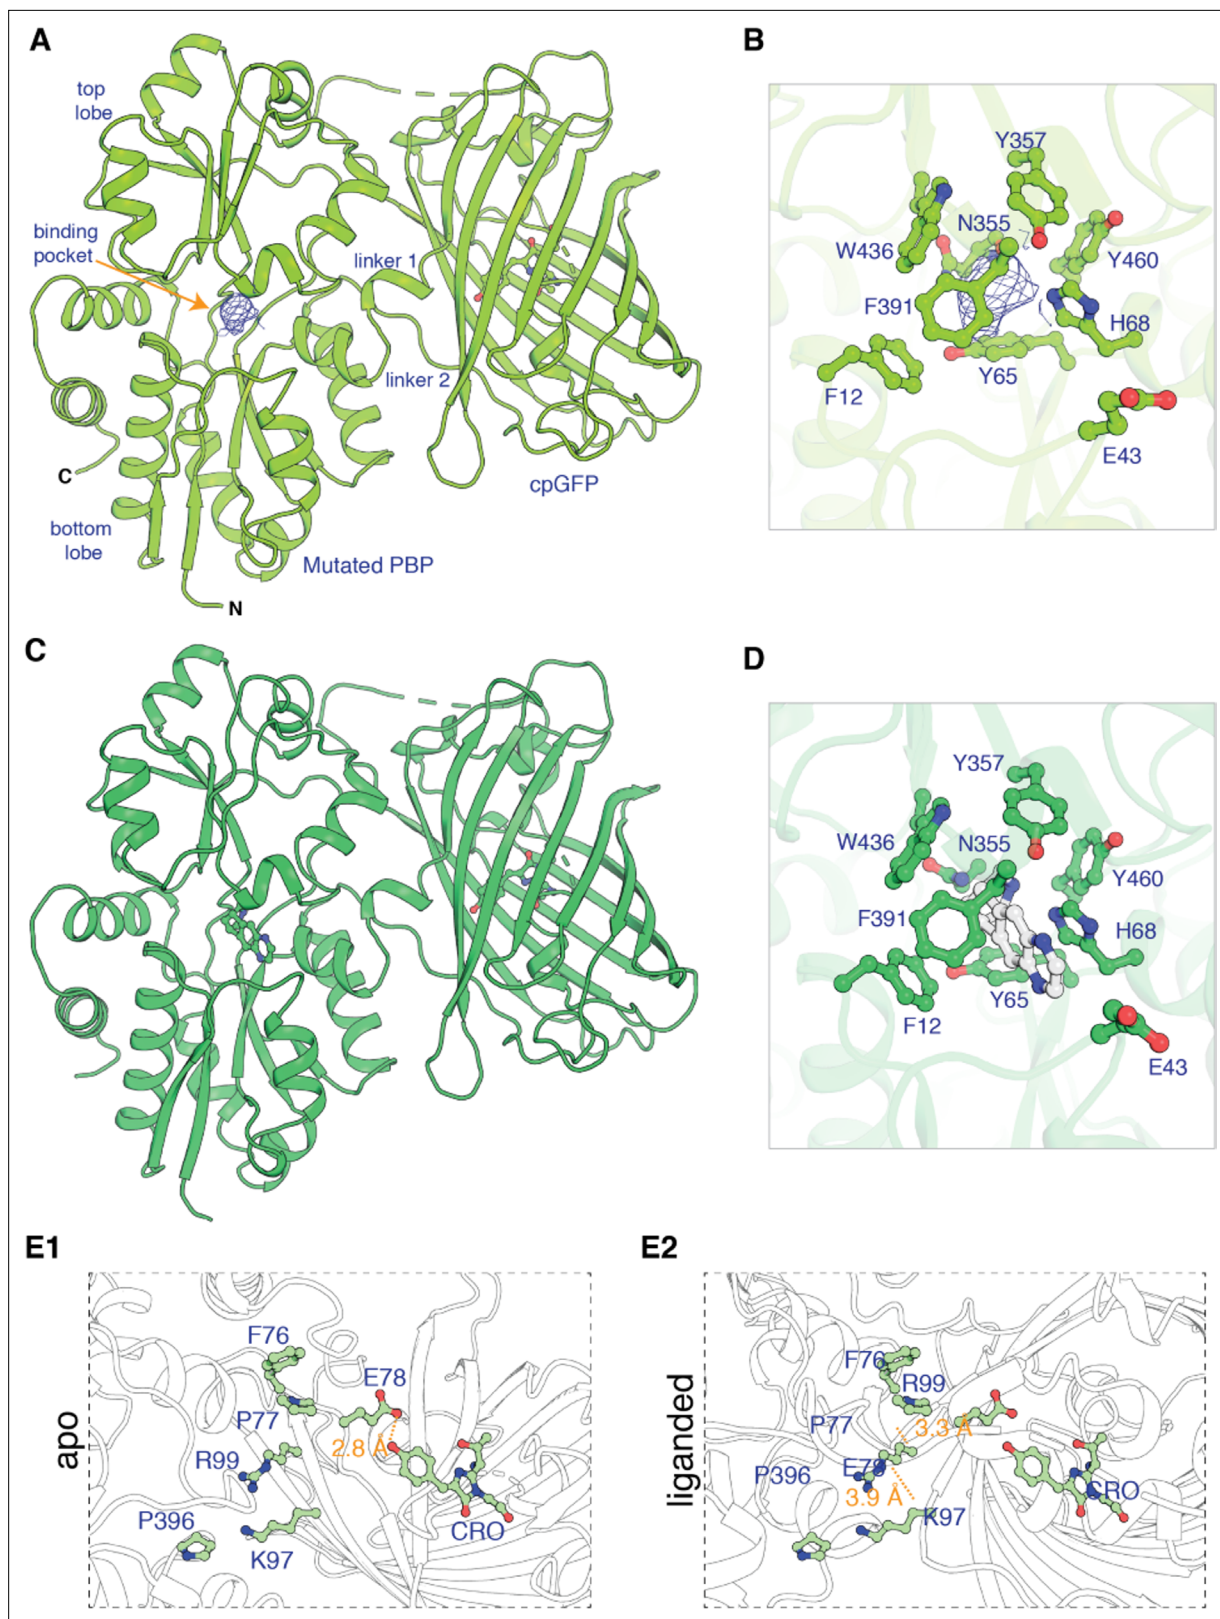 A
top
lobe
binding
pocket
linker 1
linker 2
C
cpGFP
bottom
lobe
Mutated PBP
N
B
Y357
N355
W436
Y460
F391
H68
Y65
F12
E43
C
D
Y357
W436
N355
Y460
F391
H68
Y65
F12
E43
E1
apo
F76
E78
P77
2.8 Å
R99
P396
K97
CRO
E2
liganded
F76
R99
P77
3.3 Å
P396
E78
3.9 Å
K97
CRO